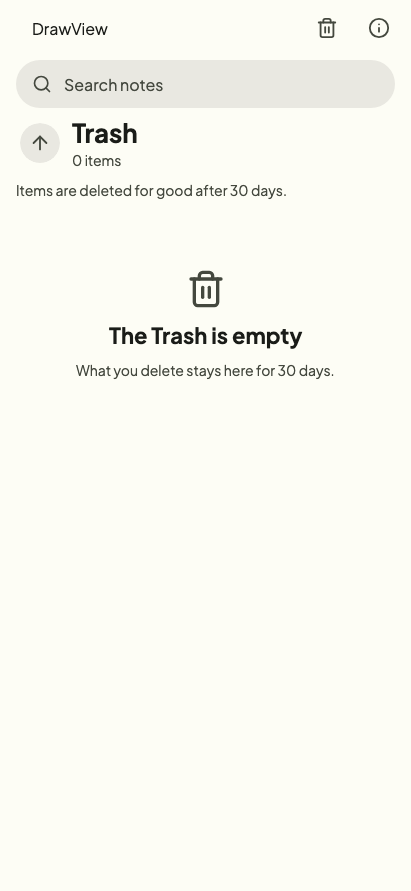 DrawView
Search notes
Trash
0 items
Items are deleted for good after 30 days.
The Trash is empty
What you delete stays here for 30 days.